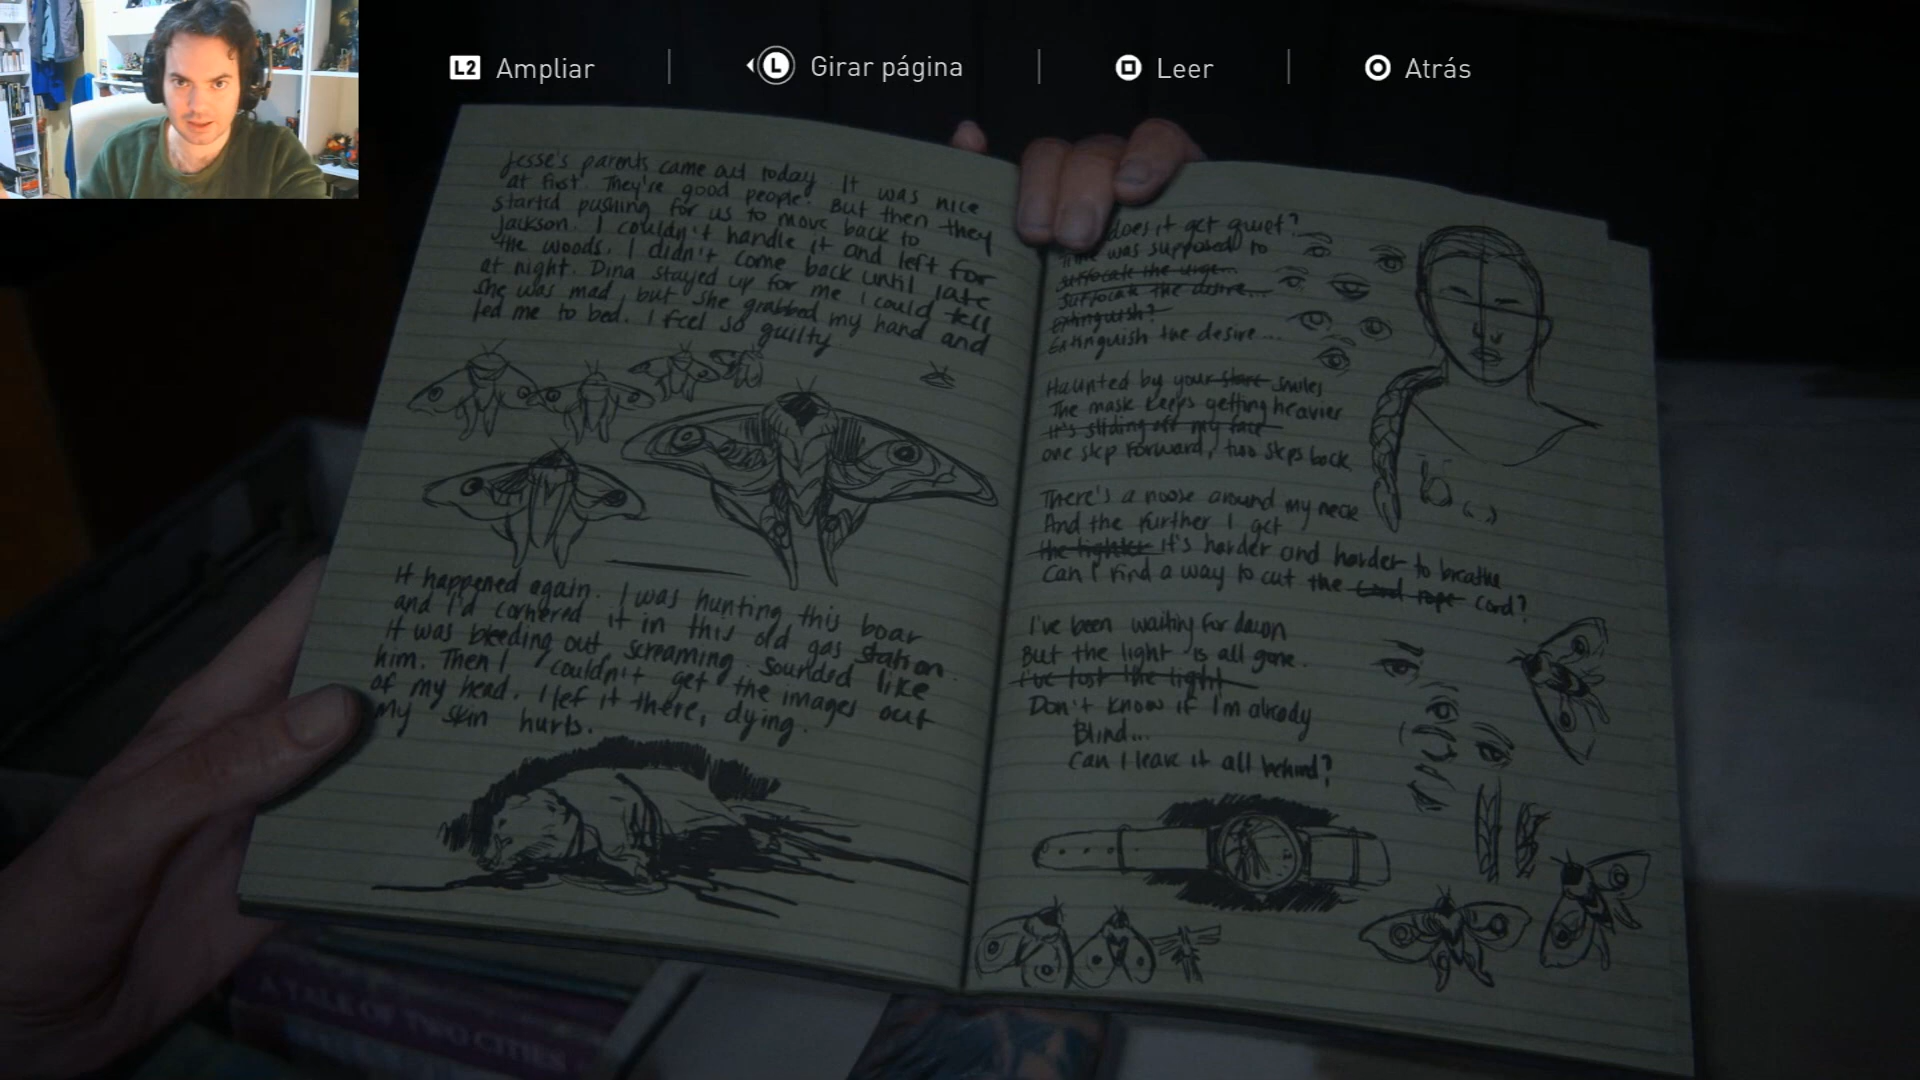 L2 Ampliar
L Girar página
Leer
Atrás
Jesse's parents came out today. It was nice
at first. They're good people. But then they
started pushing for us to move back to
Jackson. I couldn't handle it and left for
the woods. I didn't come back until late
at night. Dina stayed up for me. I could tell
she was mad, but she grabbed my hand and
led me to bed. I feel so guilty
It happened again. I was hunting this boar
and I'd cornered it in this old gas station.
It was bleeding out, screaming. Sounded like
him. Then I couldn't get the images out
of my head. I lef it there, dying.
My skin hurts.
does it get quiet?
was supposed to
suffocate the urge...
suffocate the desire...
extinguish?
Extinguish the desire...
Haunted by your stare smiles
The mask keeps getting heavier
it's sliding off my face
one step forward, two steps back
There's a noose around my neck
And the further I get
the tighter it's harder and harder to breathe
Can I find a way to cut the cord rope cord?
I've been waiting for dawn
But the light is all gone.
I've lost the light
Don't know if I'm already
Blind...
Can I leave it all behind?
A TALE OF TWO CITIES